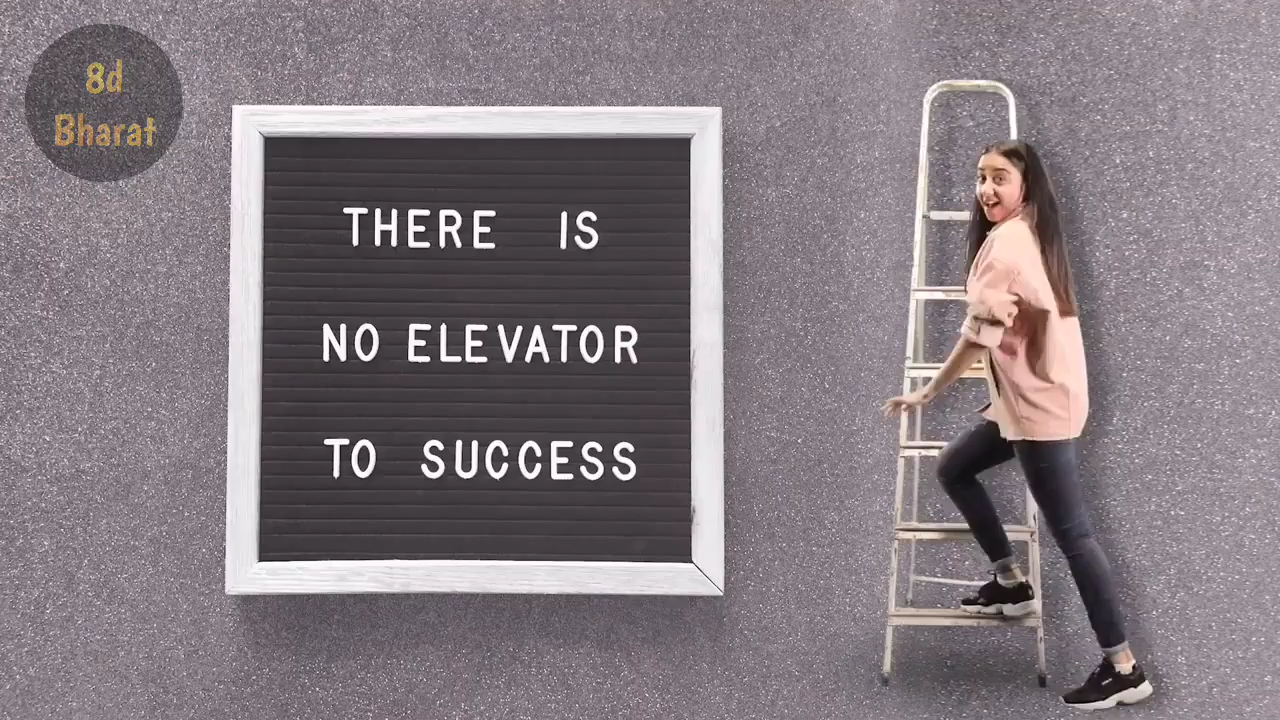 8d
Bharat
THERE IS
NO ELEVATOR
TO SUCCESS